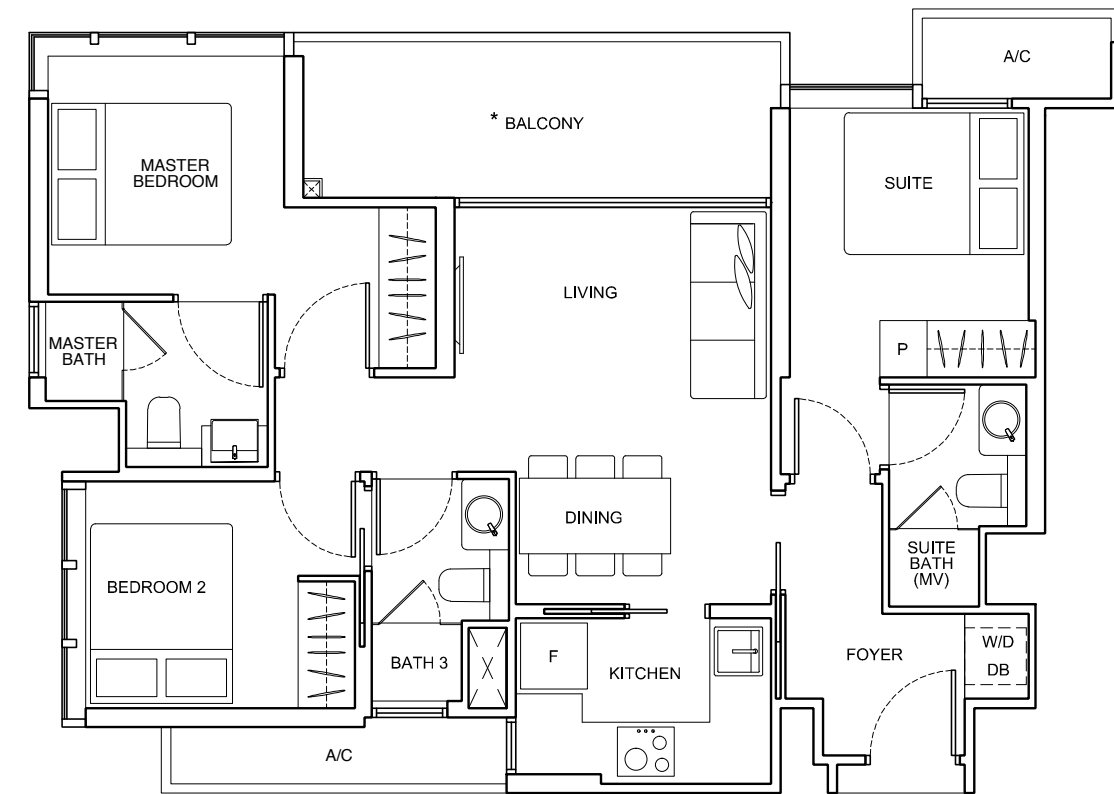 A/C
* BALCONY
MASTER
BEDROOM
SUITE
LIVING
MASTER
BATH
P
DINING
SUITE
BATH
(MV)
BEDROOM 2
BATH 3
F
KITCHEN
FOYER
W/D
DB
A/C